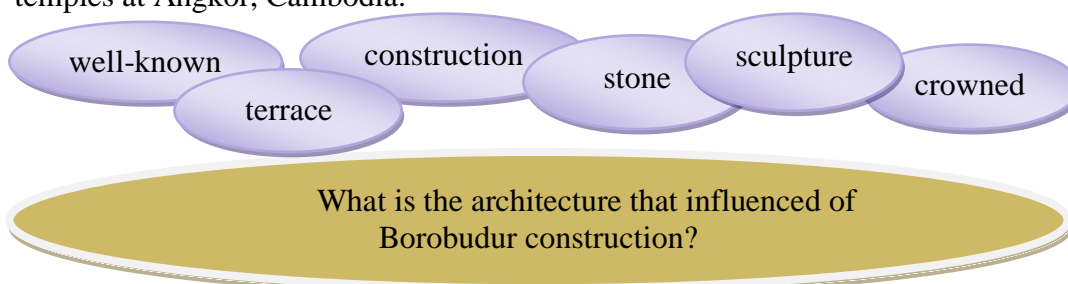 temples at Angkor, Cambodia.
well-known
construction
stone
sculpture
crowned
terrace
What is the architecture that influenced of
Borobudur construction?